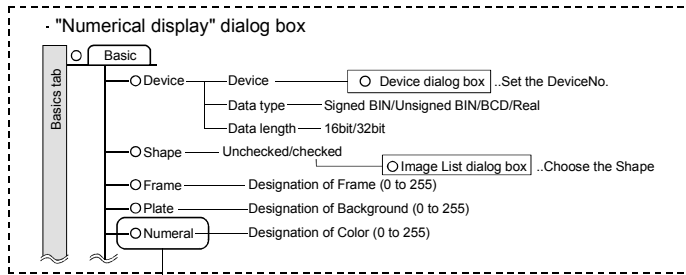 · "Numerical display" dialog box
Basics tab
Basic
Device Device Device dialog box ..Set the DeviceNo.
Data type Signed BIN/Unsigned BIN/BCD/Real
Data length 16bit/32bit
Shape Unchecked/checked
Image List dialog box ..Choose the Shape
Frame Designation of Frame (0 to 255)
Plate Designation of Background (0 to 255)
Numeral Designation of Color (0 to 255)